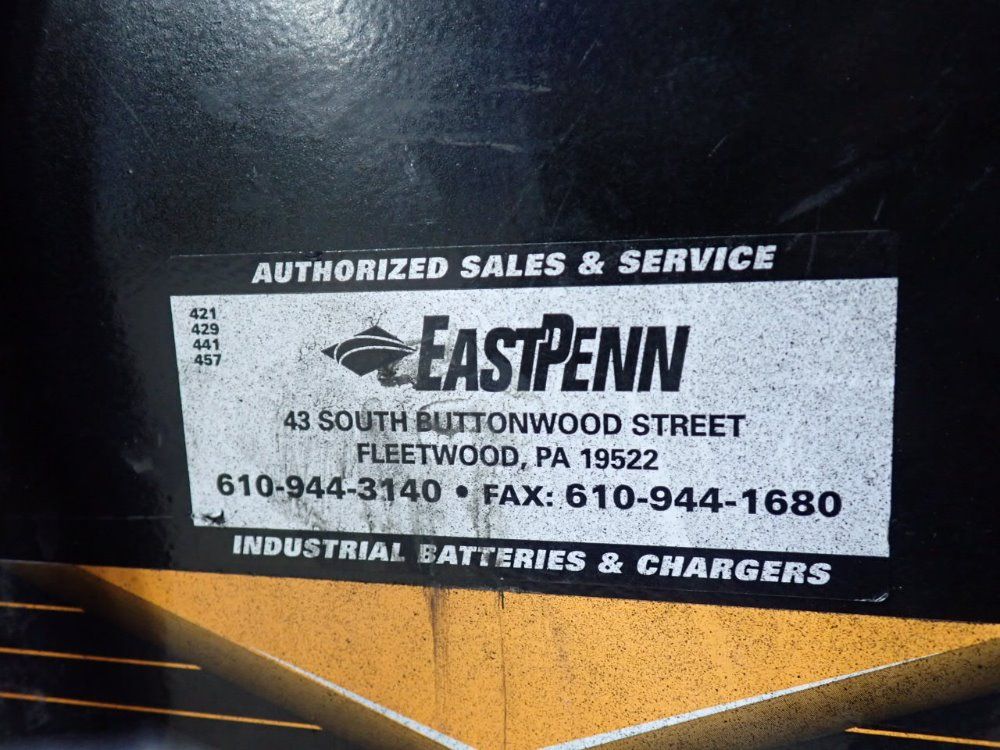 AUTHORIZED SALES & SERVICE
421
429
441
457
EASTPENN
43 SOUTH BUTTONWOOD STREET
FLEETWOOD, PA 19522
610-944-3140 • FAX: 610-944-1680
INDUSTRIAL BATTERIES & CHARGERS